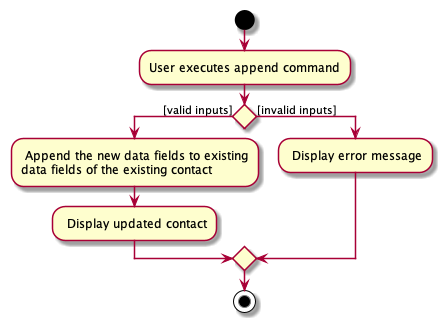 User executes append command
[valid inputs]
[invalid inputs]
Append the new data fields to existing
data fields of the existing contact
Display error message
Display updated contact